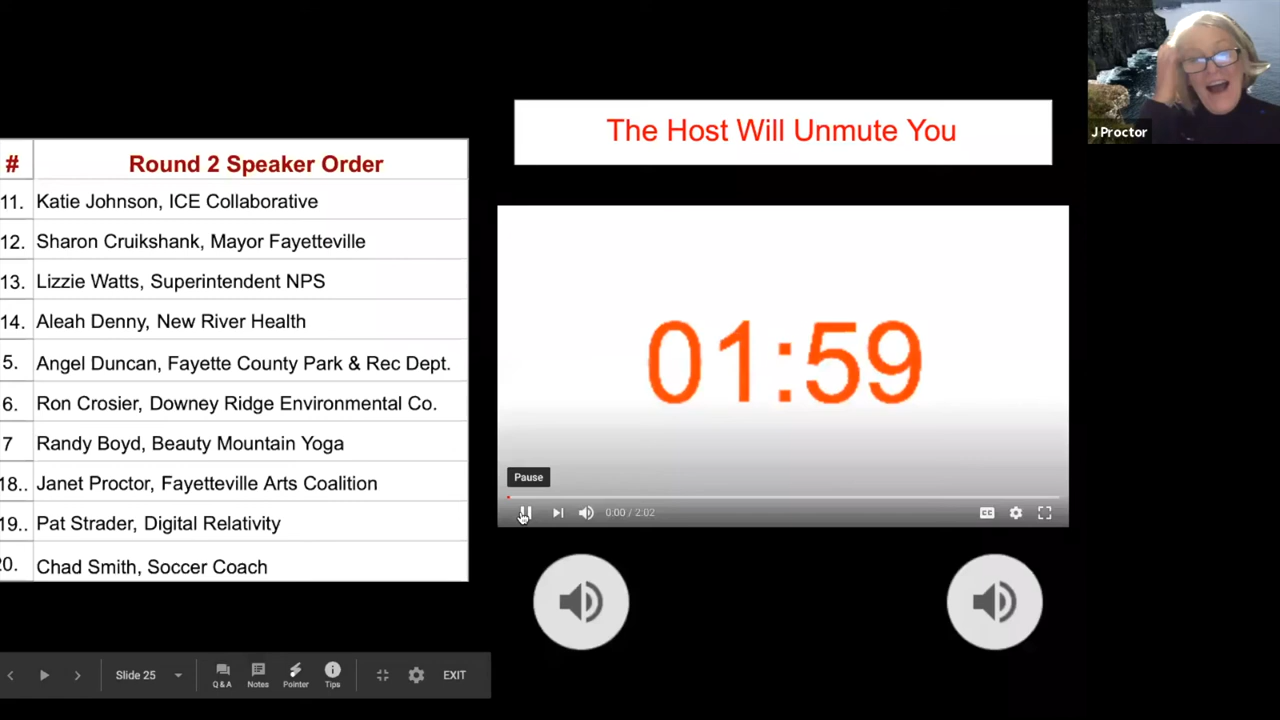 J Proctor
The Host Will Unmute You
# Round 2 Speaker Order
11. Katie Johnson, ICE Collaborative
12. Sharon Cruikshank, Mayor Fayetteville
13. Lizzie Watts, Superintendent NPS
14. Aleah Denny, New River Health
5. Angel Duncan, Fayette County Park & Rec Dept.
6. Ron Crosier, Downey Ridge Environmental Co.
7 Randy Boyd, Beauty Mountain Yoga
18.. Janet Proctor, Fayetteville Arts Coalition
19.. Pat Strader, Digital Relativity
20. Chad Smith, Soccer Coach
01:59
Pause
0:00 / 2:02
CC
Slide 25
Q & A
Notes
Pointer
Tips
EXIT